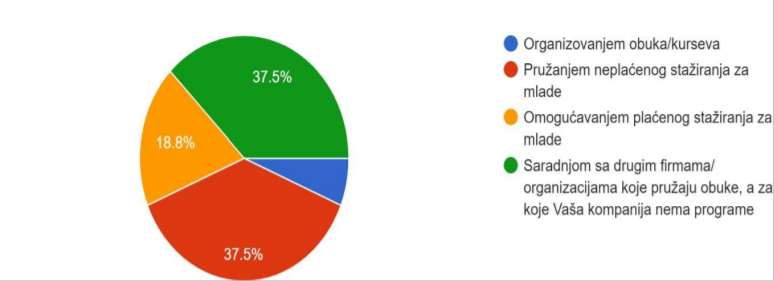 37.5%
18.8%
37.5%
Organizovanjem obuka/kurseva
Pružanjem neplaćenog stažiranja za
mlade
Omogućavanjem plaćenog stažiranja za
mlade
Saradnjom sa drugim firmama/
organizacijama koje pružaju obuke, a za
koje Vaša kompanija nema programe